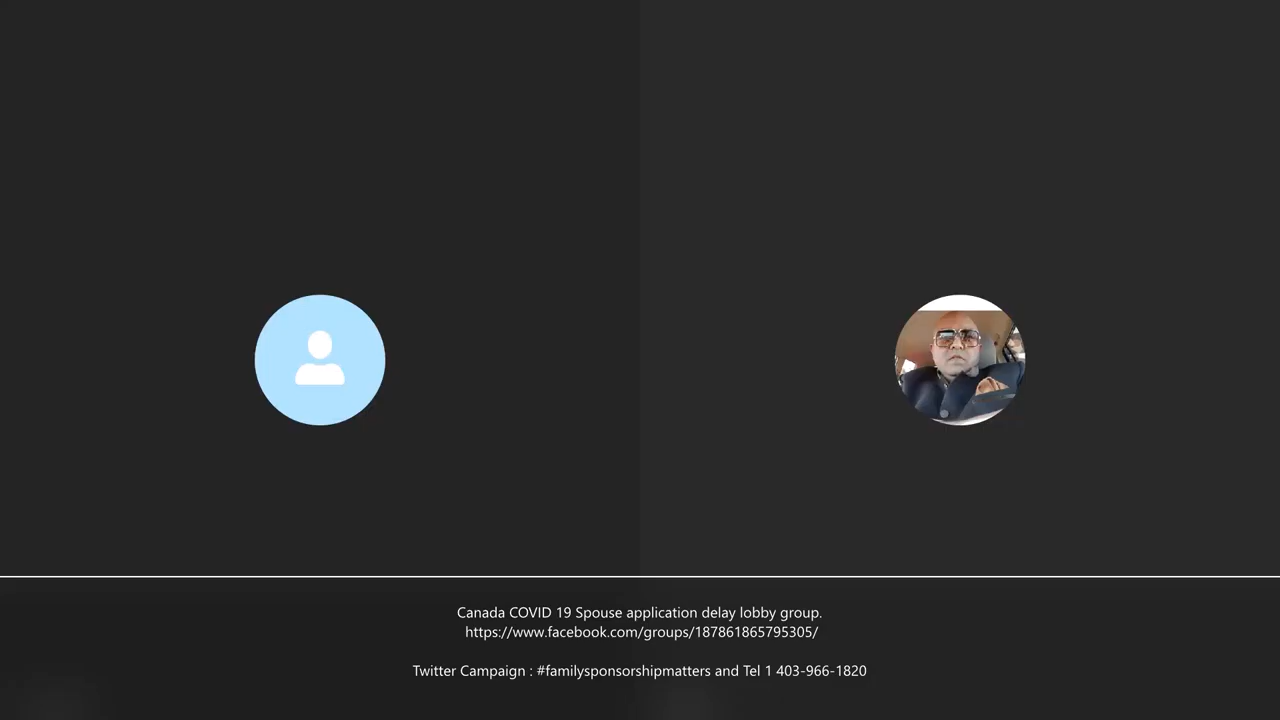 Canada COVID 19 Spouse application delay lobby group.
https://www.facebook.com/groups/187861865795305/
Twitter Campaign : #familysponsorshipmatters and Tel 1 403-966-1820